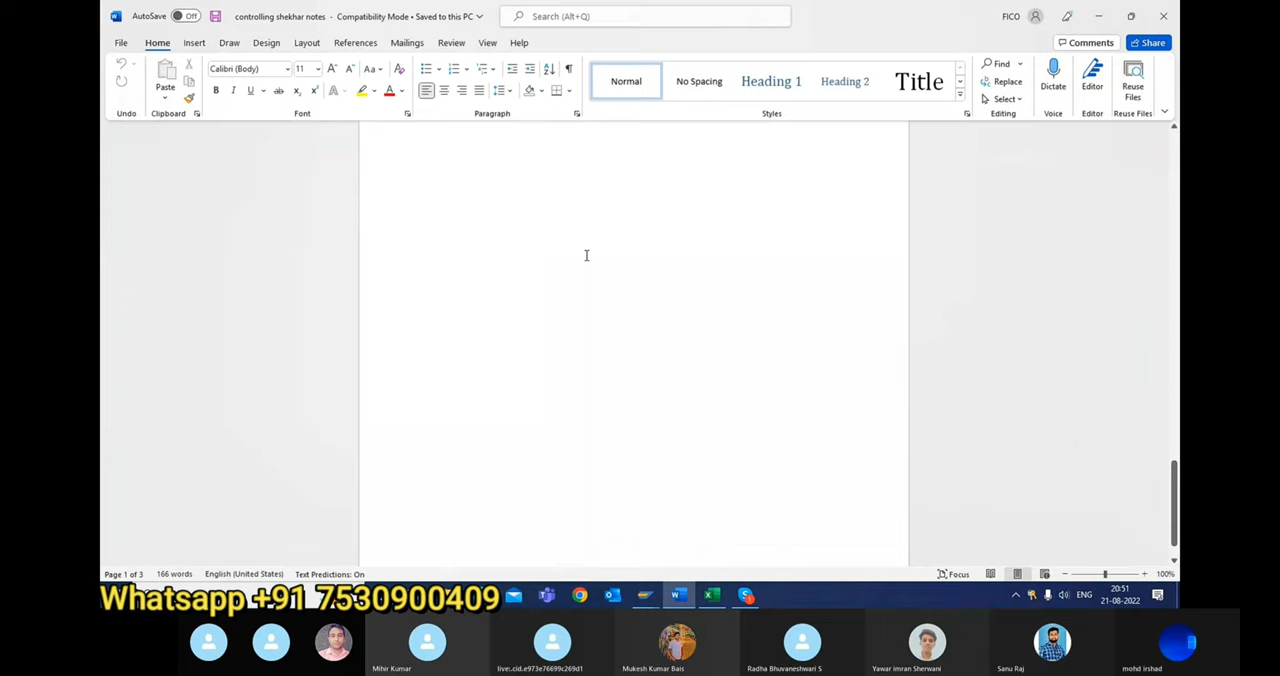 AutoSave Off controlling shekhar notes - Compatibility Mode • Saved to this PC Search (Alt+Q) FICO
File Home Insert Draw Design Layout References Mailings Review View Help Comments Share
Calibri (Body) 11 Normal No Spacing Heading 1 Heading 2 Title Find Replace Select
Paste Dictate Editor Reuse Files
Undo Clipboard Font Paragraph Styles Editing Voice Editor Reuse Files
Page 1 of 3 166 words English (United States) Text Predictions: On Focus 100%
Whatsapp +91 7530900409
ENG 20:51
21-08-2022
Mihir Kumar live:.cid.e973e76699c269d1 Mukesh Kumar Bais Radha Bhuvaneshwari S Yawar imran Sherwani Sanu Raj mohd irshad